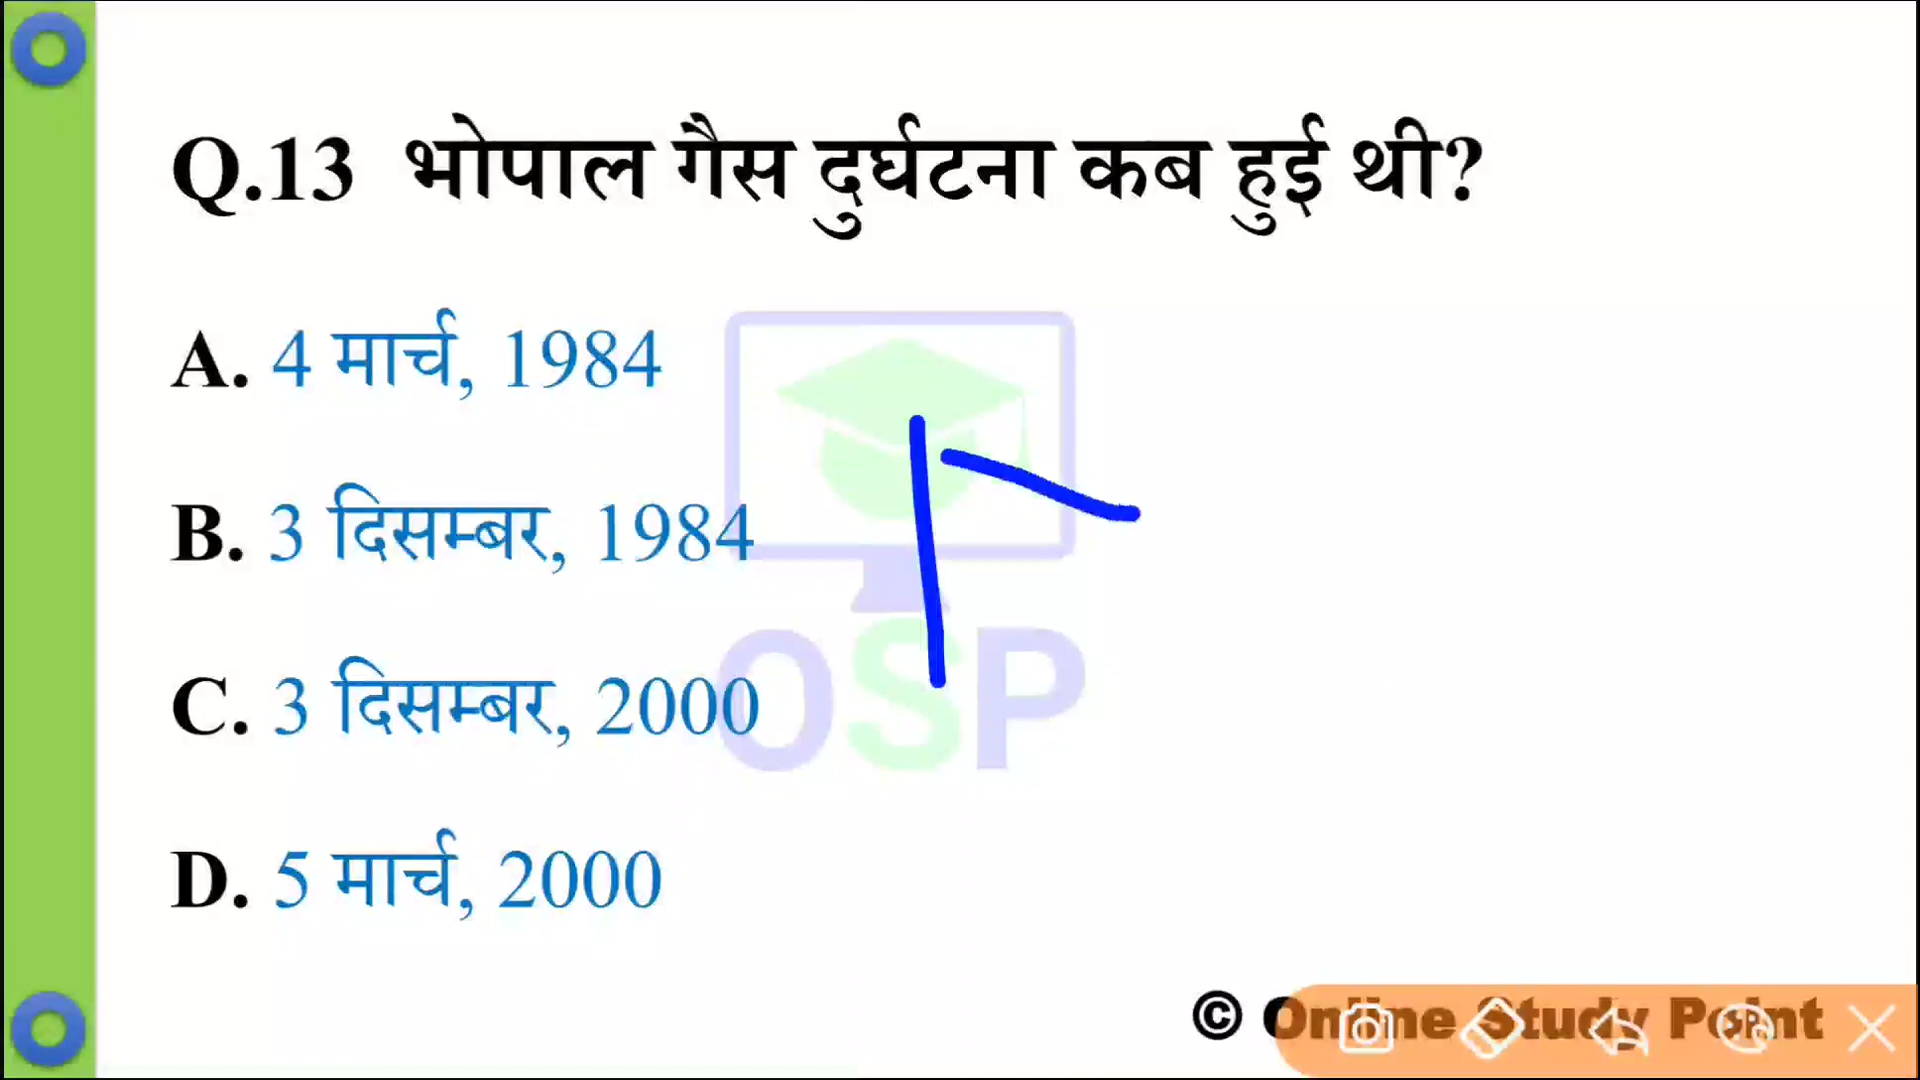 Q.13 भोपाल गैस दुर्घटना कब हुई थी?
A. 4 मार्च, 1984
B. 3 दिसम्बर, 1984
C. 3 दिसम्बर, 2000
D. 5 मार्च, 2000
OSP
© Online Study Point